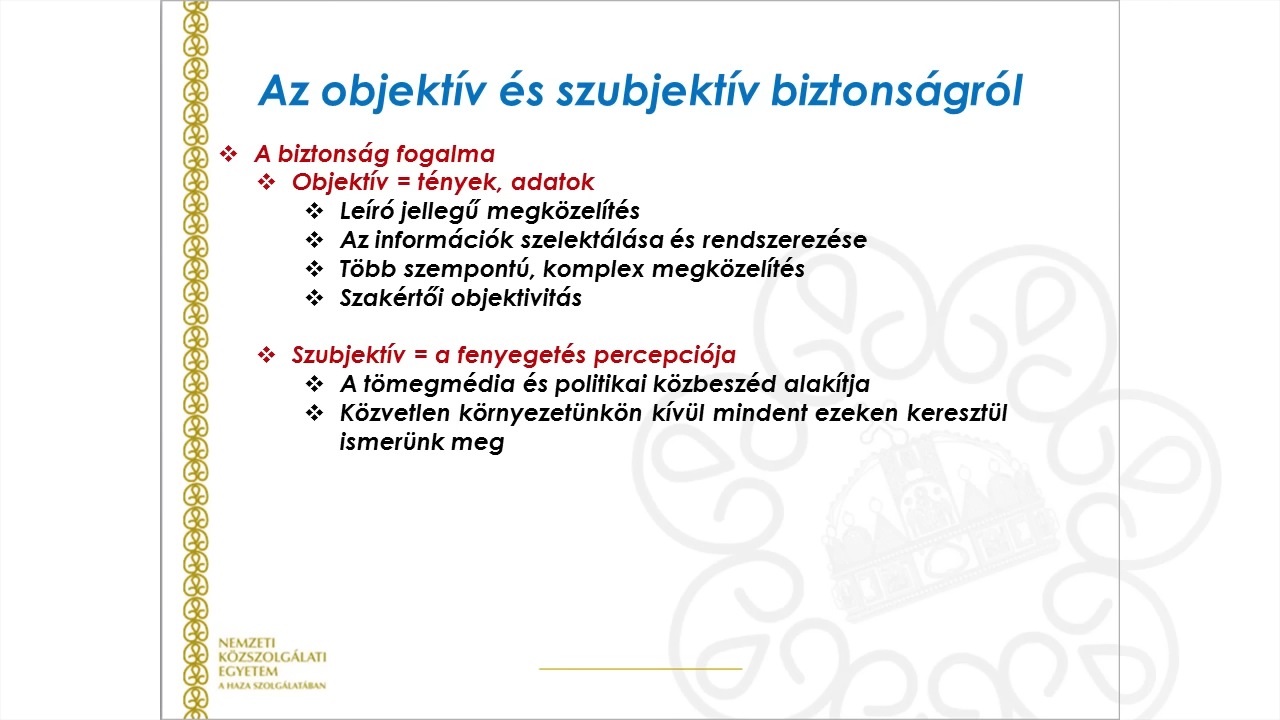 Az objektív és szubjektív biztonságról
❖ A biztonság fogalma
❖ Objektív = tények, adatok
❖ Leíró jellegű megközelítés
❖ Az információk szelektálása és rendszerezése
❖ Több szempontú, komplex megközelítés
❖ Szakértői objektivitás
❖ Szubjektív = a fenyegetés percepciója
❖ A tömegmédia és politikai közbeszéd alakítja
❖ Közvetlen környezetünkön kívül mindent ezeken keresztül
ismerünk meg
NEMZETI
KÖZSZOLGÁLATI
EGYETEM
A HAZA SZOLGÁLATÁBAN